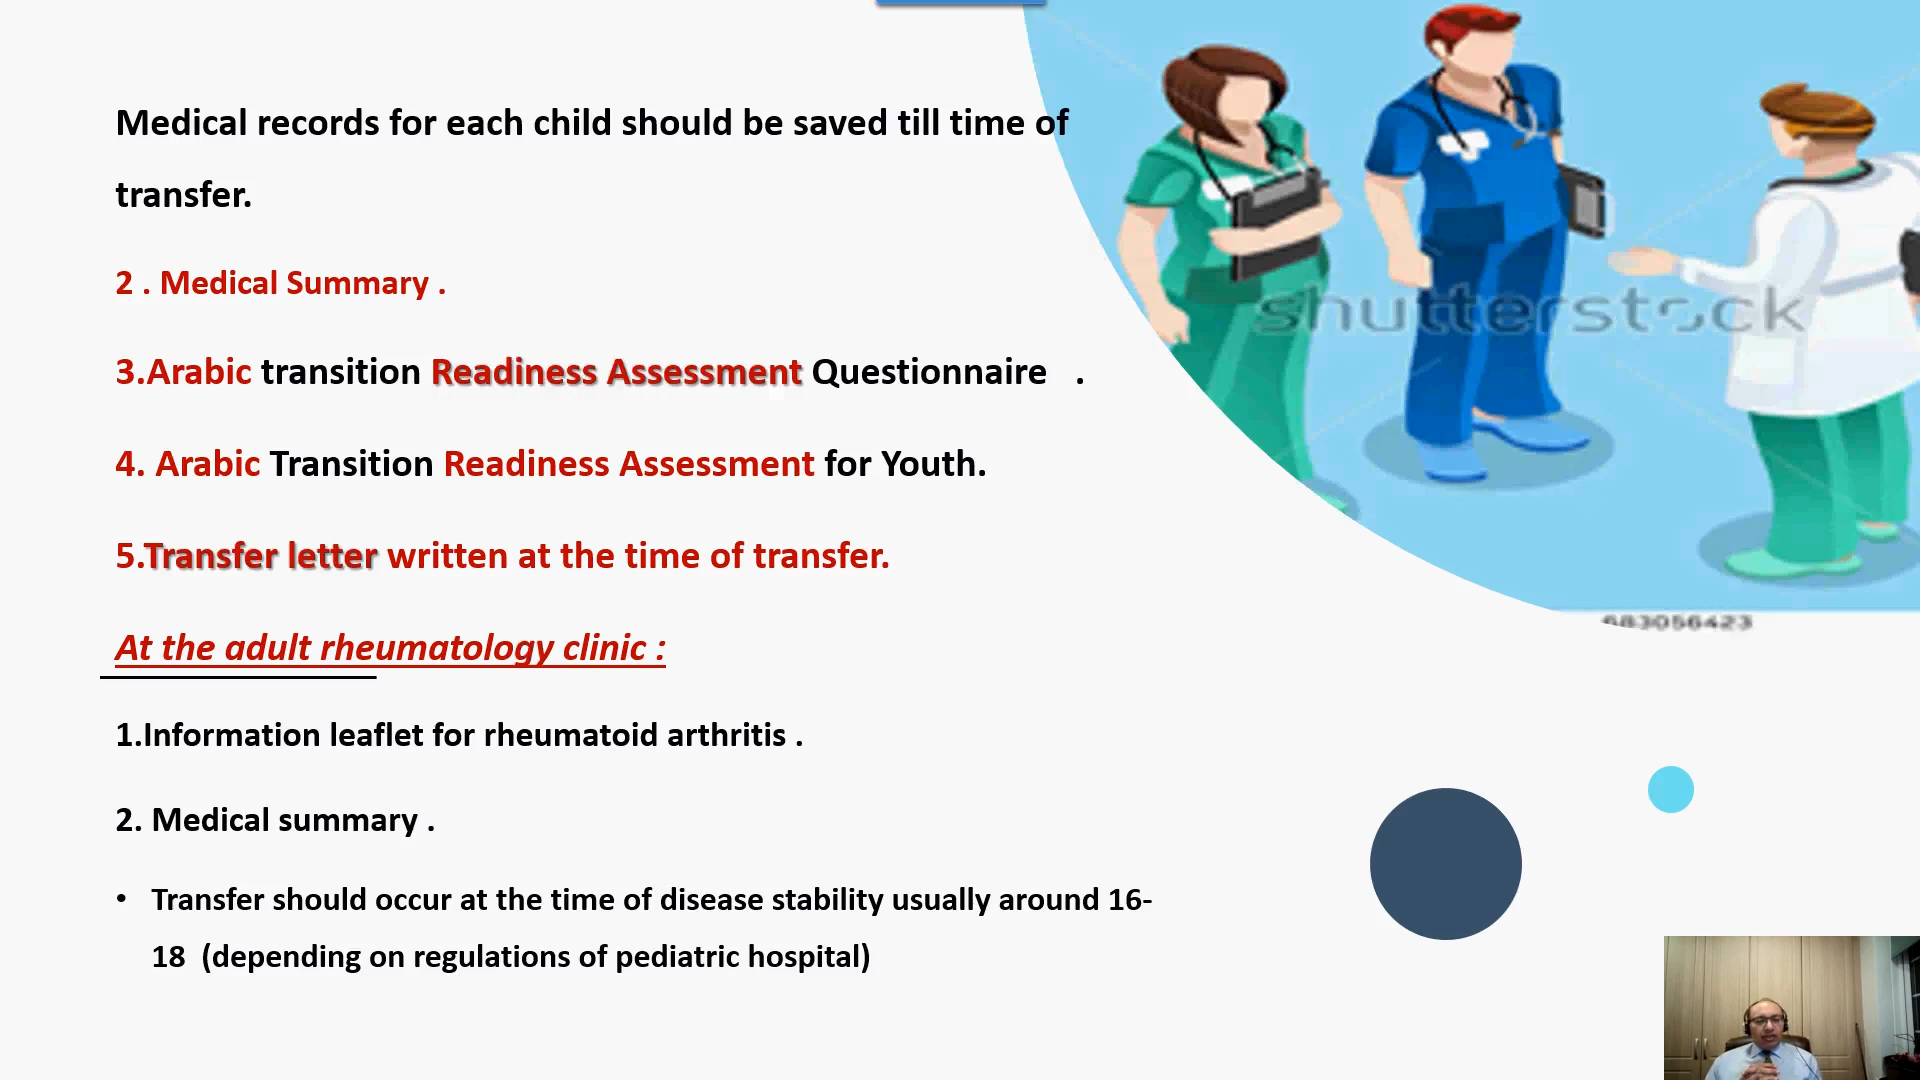 Medical records for each child should be saved till time of
transfer.
2 . Medical Summary .
3.Arabic transition Readiness Assessment Questionnaire .
4. Arabic Transition Readiness Assessment for Youth.
5.Transfer letter written at the time of transfer.
At the adult rheumatology clinic :
1.Information leaflet for rheumatoid arthritis .
2. Medical summary .
• Transfer should occur at the time of disease stability usually around 16-
18 (depending on regulations of pediatric hospital)
shutterstock
683056423